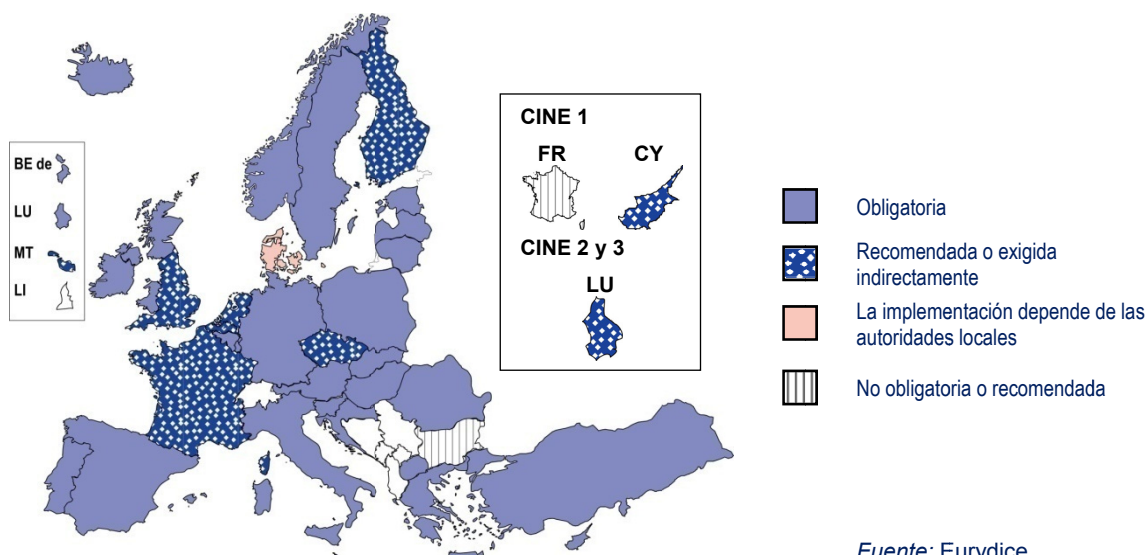 BE de
LU
MT
LI
CINE 1
FR CY
CINE 2 y 3
LU
Obligatoria
Recomendada o exigida
indirectamente
La implementación depende de las
autoridades locales
No obligatoria o recomendada
Fuente: Eurydice